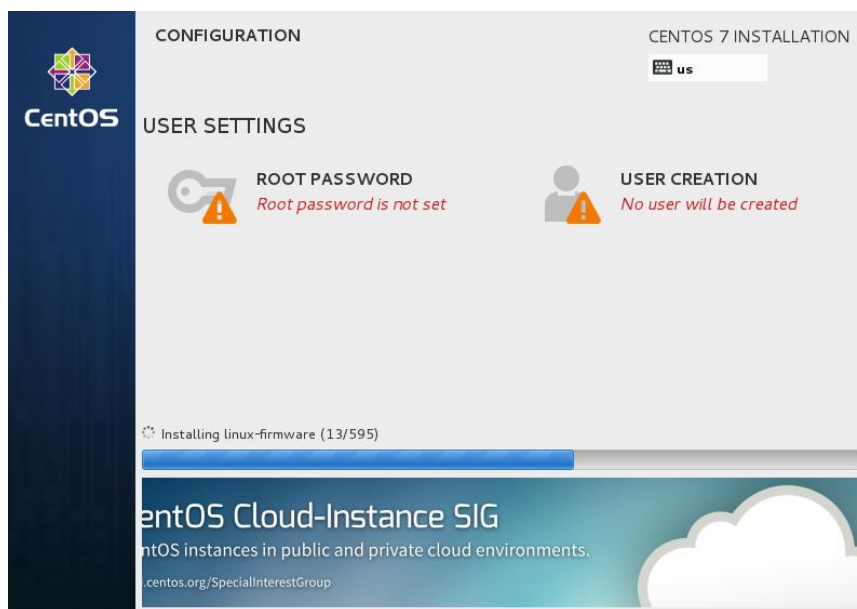 CONFIGURATION
CENTOS 7 INSTALLATION
us
CentOS
USER SETTINGS
ROOT PASSWORD
Root password is not set
USER CREATION
No user will be created
Installing linux-firmware (13/595)
entOS Cloud-Instance SIG
ntOS instances in public and private cloud environments.
.centos.org/SpecialInterestGroup